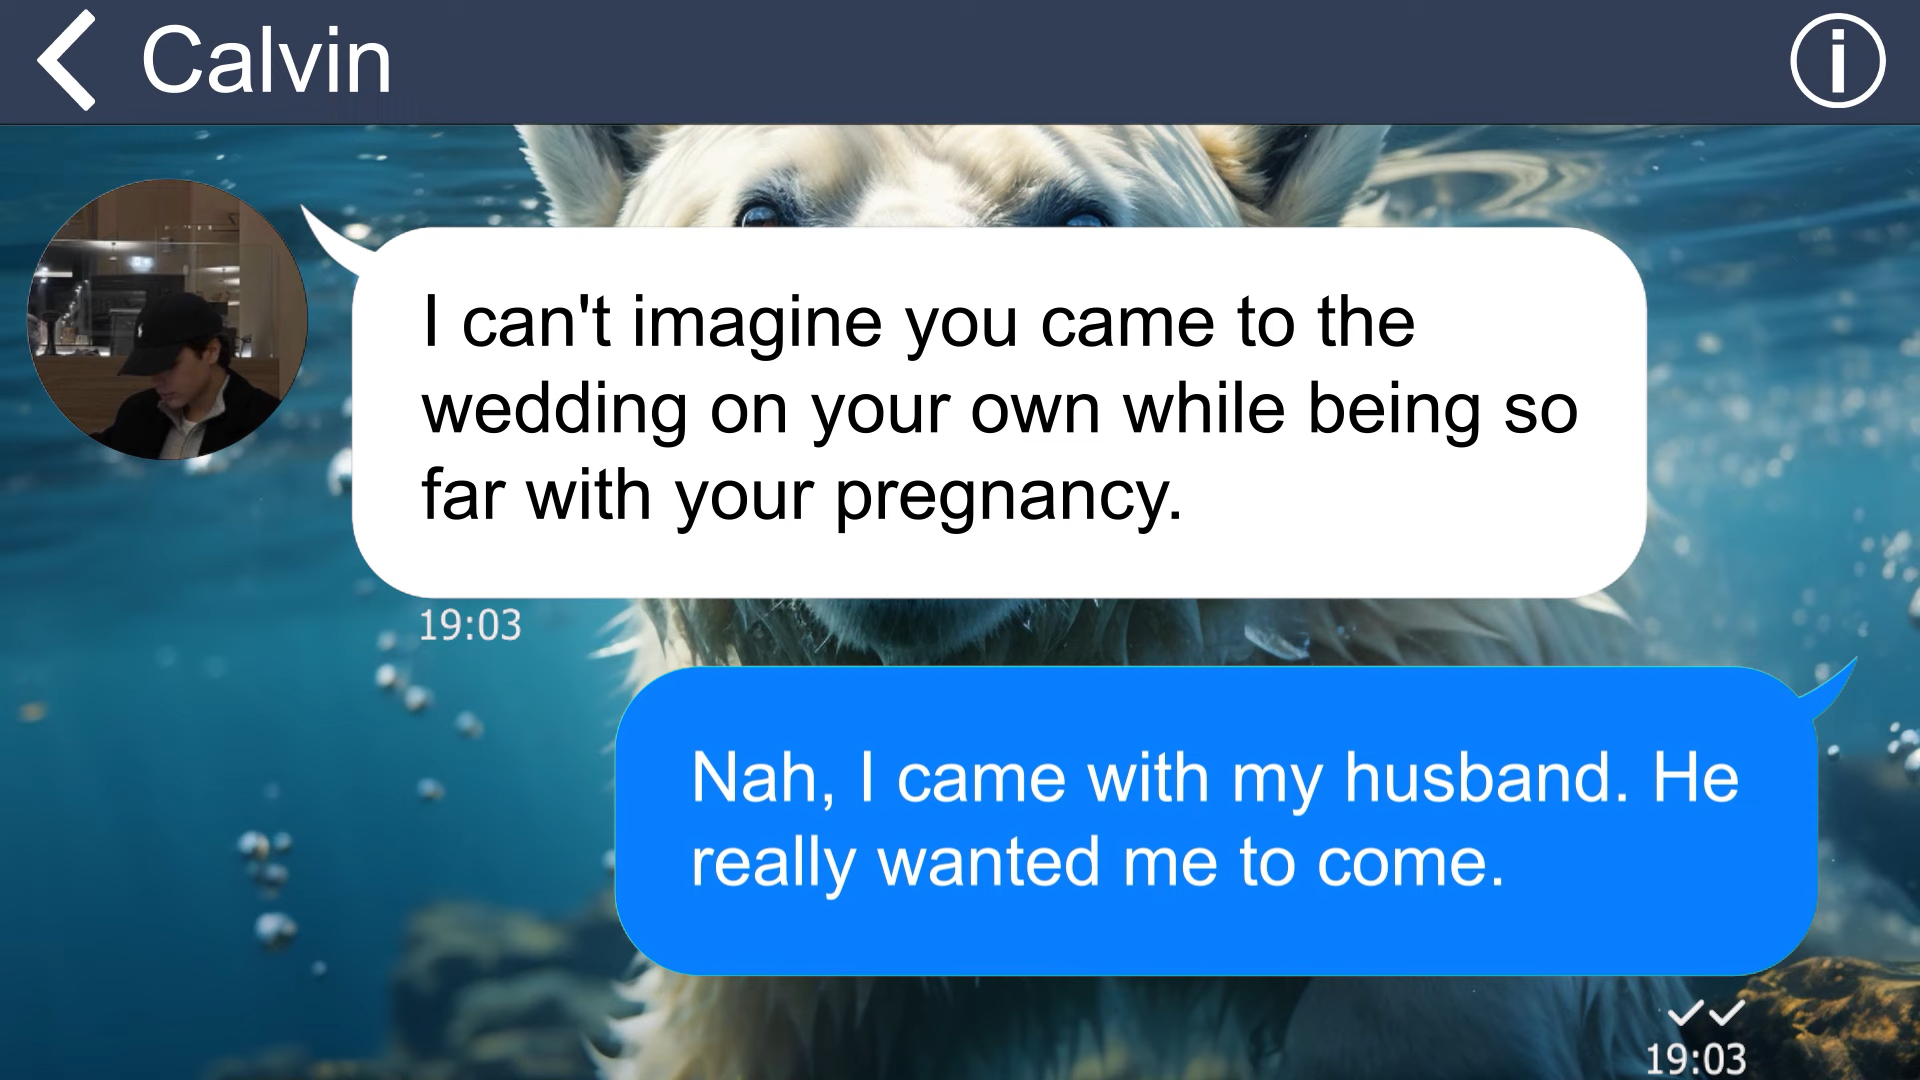 Calvin
I can't imagine you came to the
wedding on your own while being so
far with your pregnancy.
19:03
Nah, I came with my husband. He
really wanted me to come.
19:03